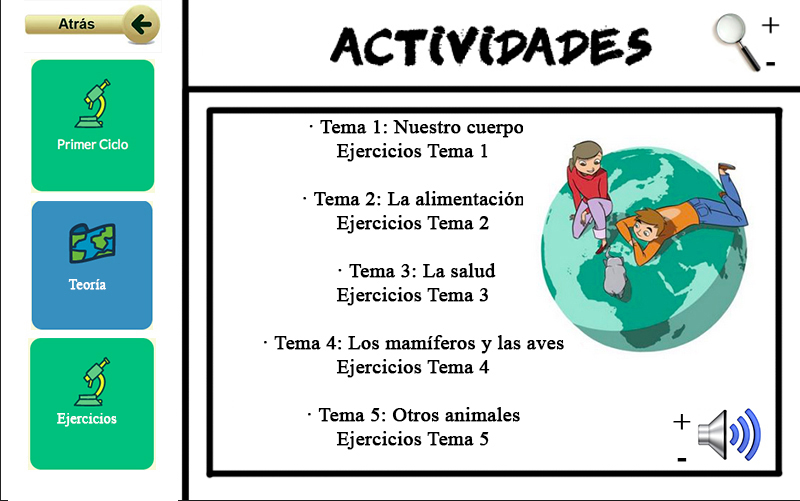 Atrás
ACTIVIDADES
+
-
Primer Ciclo
Teoría
Ejercicios
· Tema 1: Nuestro cuerpo
Ejercicios Tema 1
· Tema 2: La alimentación
Ejercicios Tema 2
· Tema 3: La salud
Ejercicios Tema 3
· Tema 4: Los mamíferos y las aves
Ejercicios Tema 4
· Tema 5: Otros animales
Ejercicios Tema 5
+
-